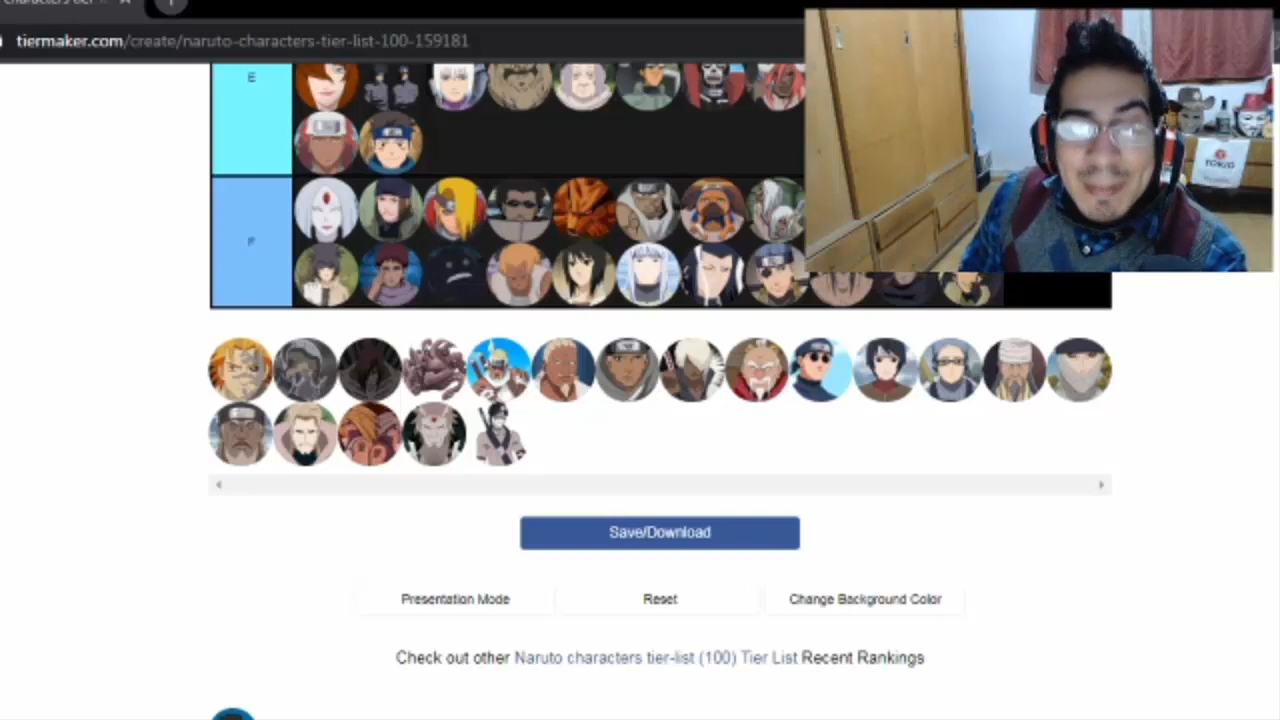 tiermaker.com/create/naruto-characters-tier-list-100-159181
E
F
TOKIO
Save/Download
Presentation Mode
Reset
Change Background Color
Check out other Naruto characters tier-list (100) Tier List Recent Rankings